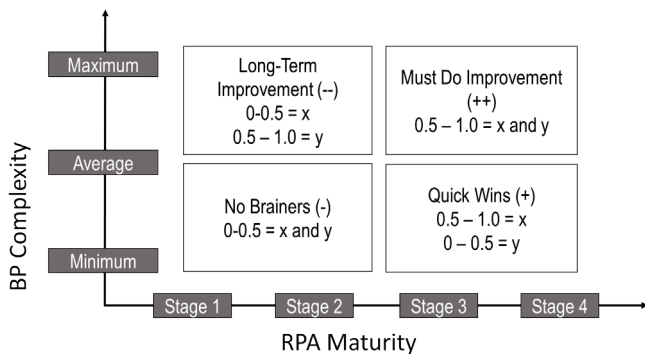 BP Complexity
Maximum
Average
Minimum
Long-Term
Improvement (--)
0-0.5 = x
0.5 – 1.0 = y
Must Do Improvement
(++)
0.5 – 1.0 = x and y
No Brainers (-)
0-0.5 = x and y
Quick Wins (+)
0.5 – 1.0 = x
0 – 0.5 = y
Stage 1
Stage 2
Stage 3
Stage 4
RPA Maturity